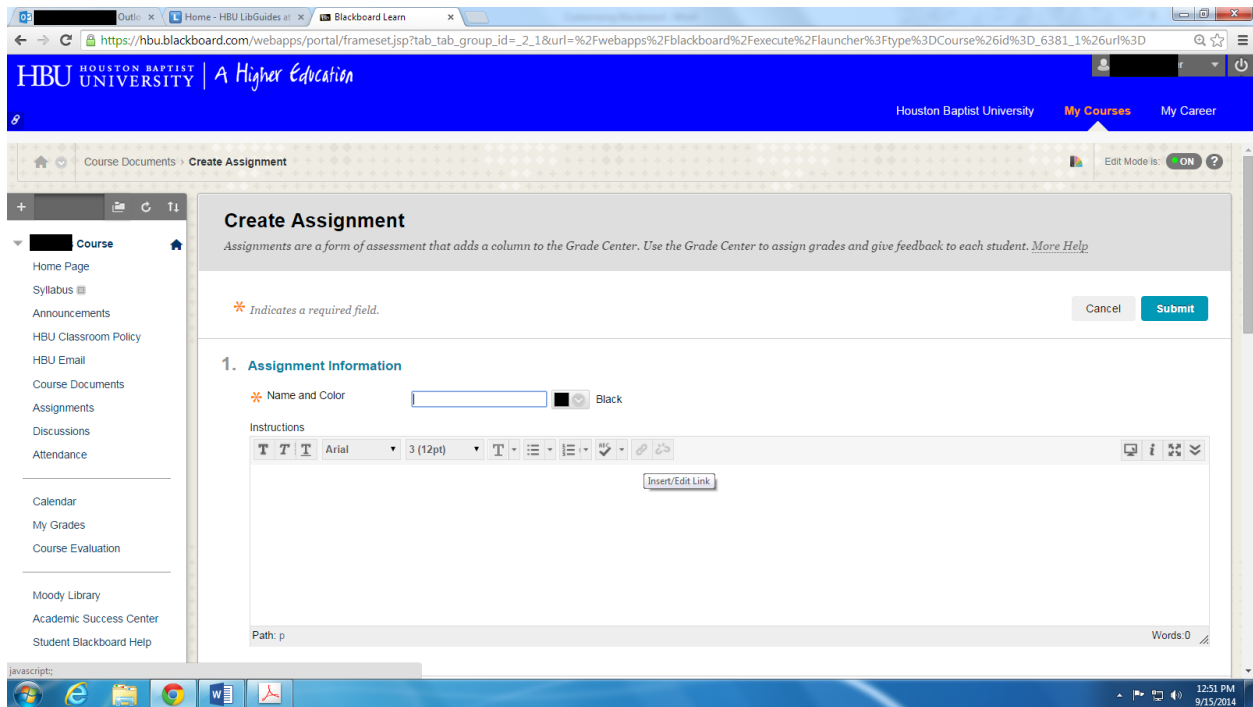 Outlo × Home - HBU LibGuides at × Blackboard Learn ×
https://hbu.blackboard.com/webapps/portal/frameset.jsp?tab_tab_group_id=_2_1&url=%2Fwebapps%2Fblackboard%2Fexecute%2Flauncher%3Ftype%3DCourse%26id%3D_6381_1%26url%3D
HBU HOUSTON BAPTIST UNIVERSITY | A Higher Education
r
Houston Baptist University My Courses My Career
Course Documents › Create Assignment Edit Mode is: ON ?
Course
Home Page
Syllabus
Announcements
HBU Classroom Policy
HBU Email
Course Documents
Assignments
Discussions
Attendance
Calendar
My Grades
Course Evaluation
Moody Library
Academic Success Center
Student Blackboard Help
Create Assignment
Assignments are a form of assessment that adds a column to the Grade Center. Use the Grade Center to assign grades and give feedback to each student. More Help
Indicates a required field.
Cancel Submit
1. Assignment Information
Name and Color Black
Instructions
T T T Arial 3 (12pt) T ABC i
Insert/Edit Link
Path: p Words:0
javascript:;
12:51 PM
9/15/2014